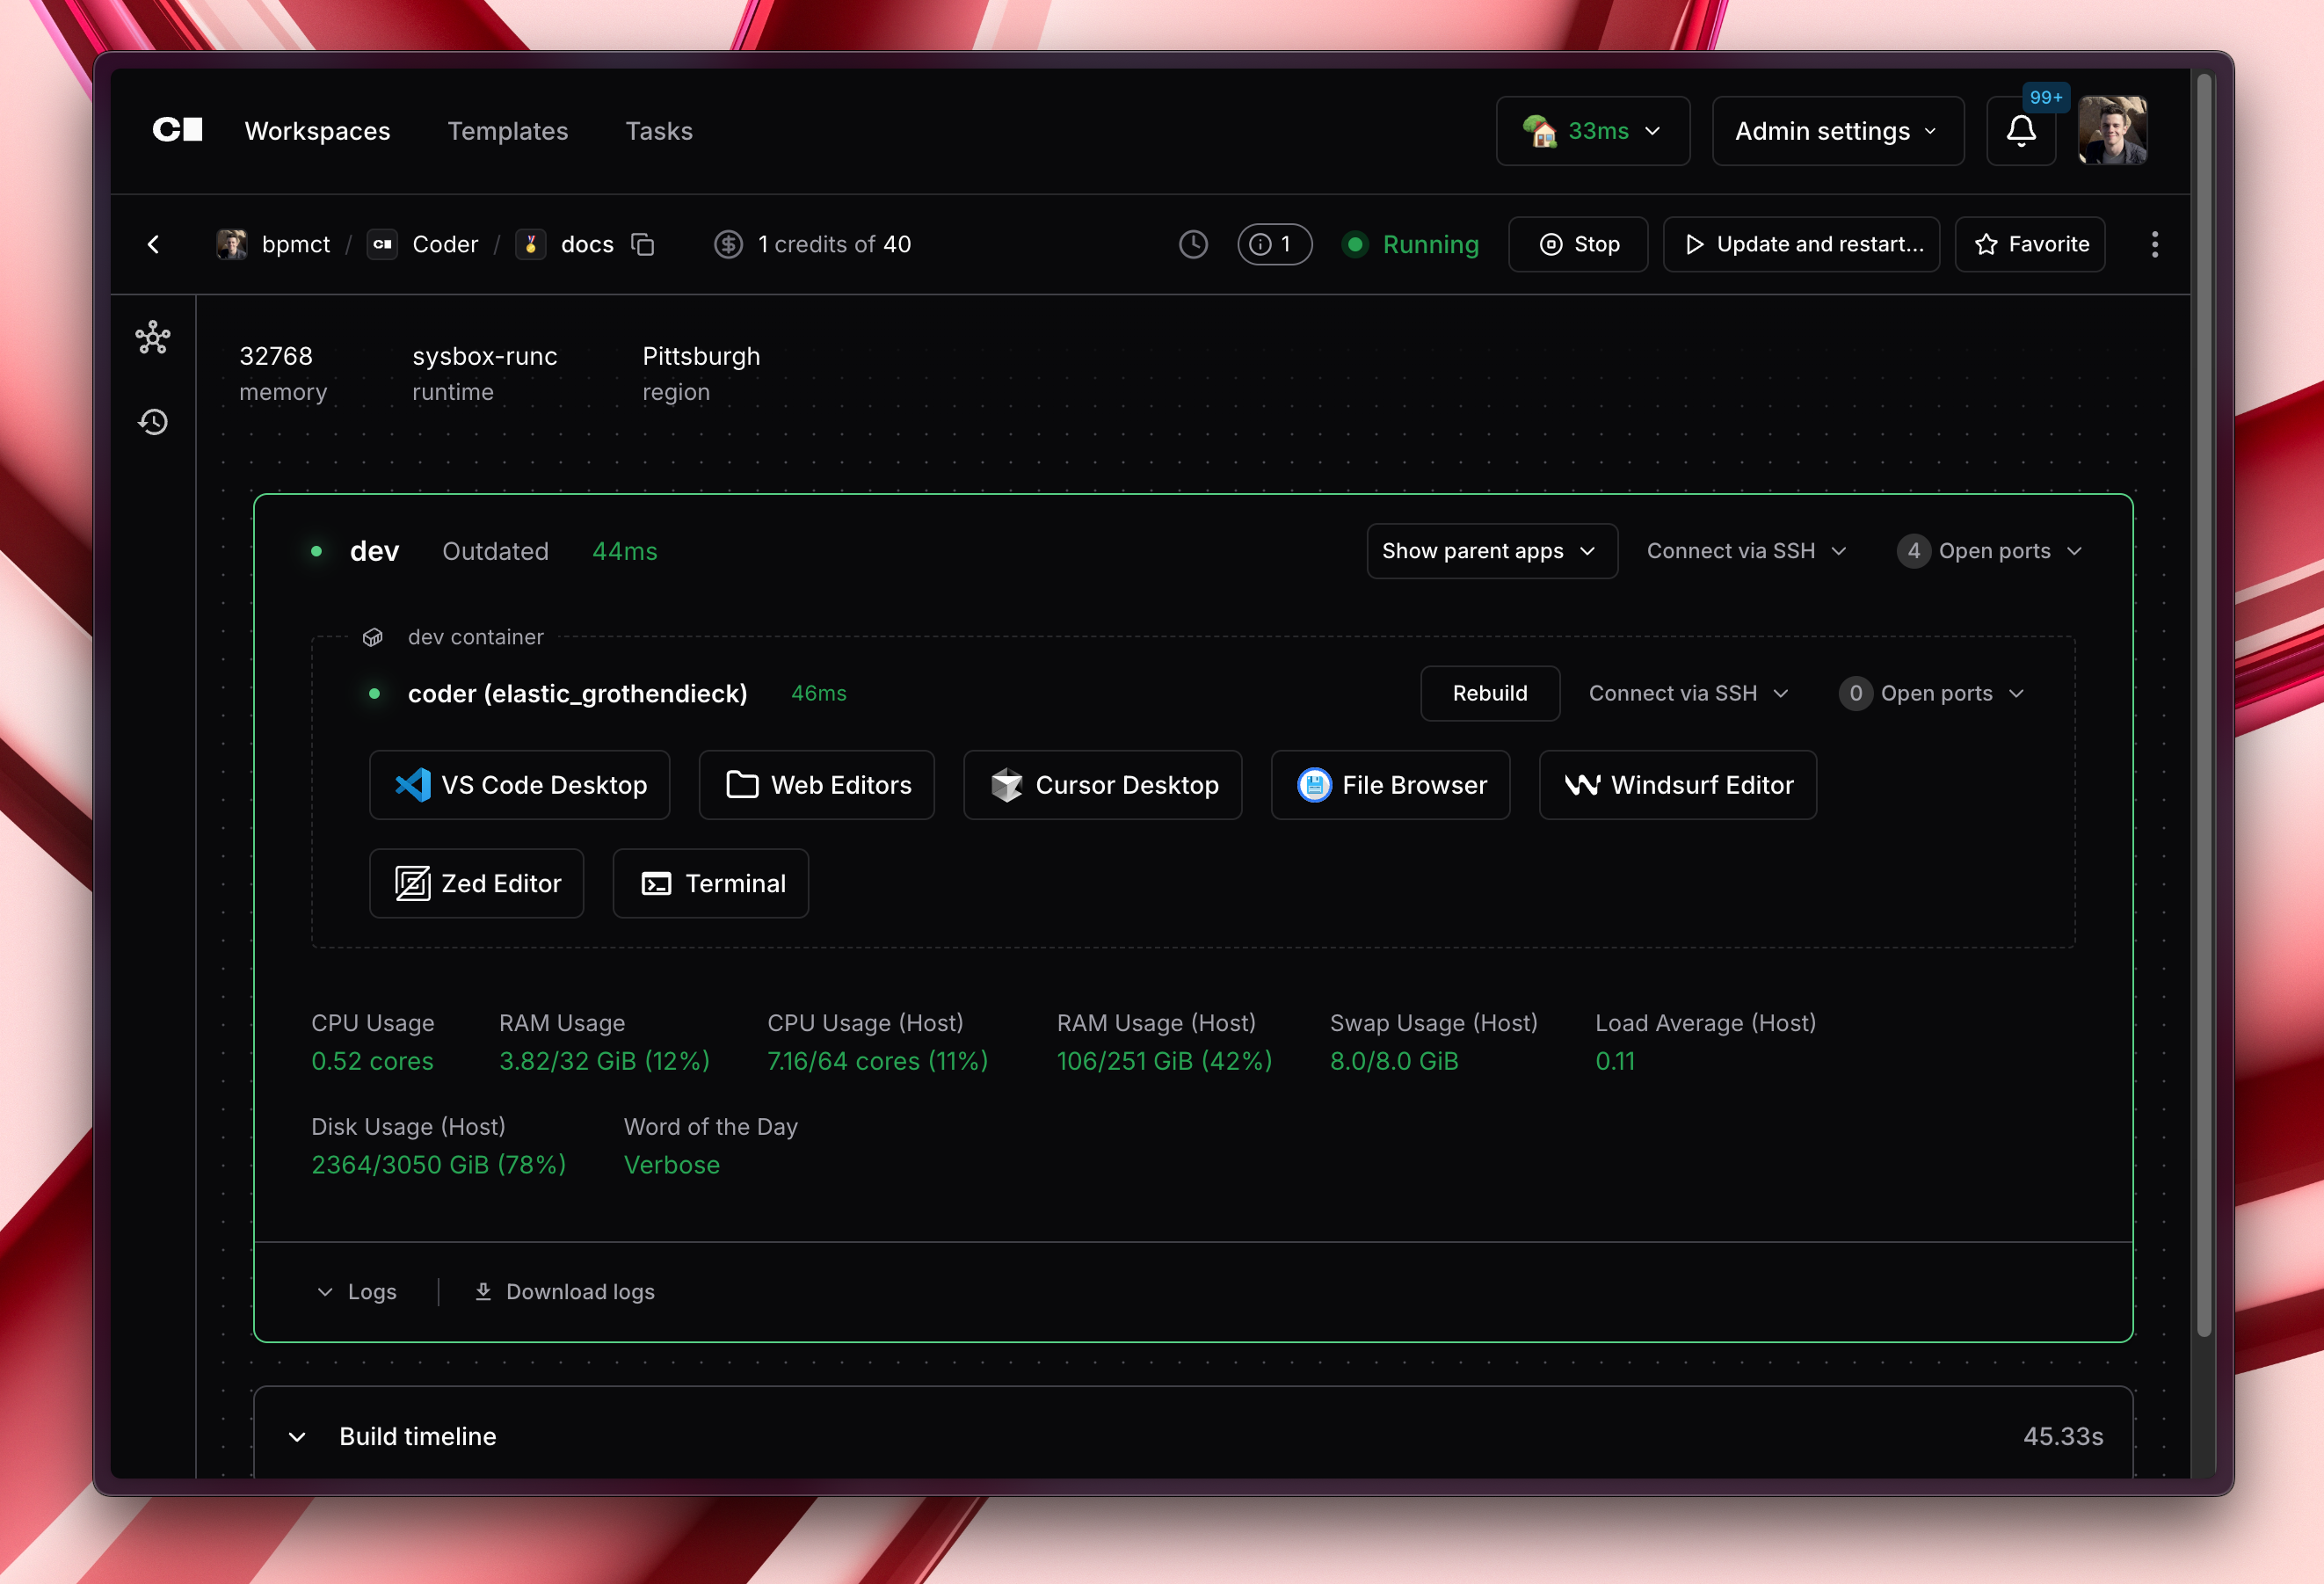 Workspaces Templates Tasks 33ms Admin settings 99+
bpmct / Coder / docs 1 credits of 40 1 Running Stop Update and restart... Favorite
32768 sysbox-runc Pittsburgh
memory runtime region
dev Outdated 44ms Show parent apps Connect via SSH 4 Open ports
dev container
coder (elastic_grothendieck) 46ms Rebuild Connect via SSH 0 Open ports
VS Code Desktop Web Editors Cursor Desktop File Browser Windsurf Editor
Zed Editor Terminal
CPU Usage RAM Usage CPU Usage (Host) RAM Usage (Host) Swap Usage (Host) Load Average (Host)
0.52 cores 3.82/32 GiB (12%) 7.16/64 cores (11%) 106/251 GiB (42%) 8.0/8.0 GiB 0.11
Disk Usage (Host) Word of the Day
2364/3050 GiB (78%) Verbose
Logs Download logs
Build timeline 45.33s